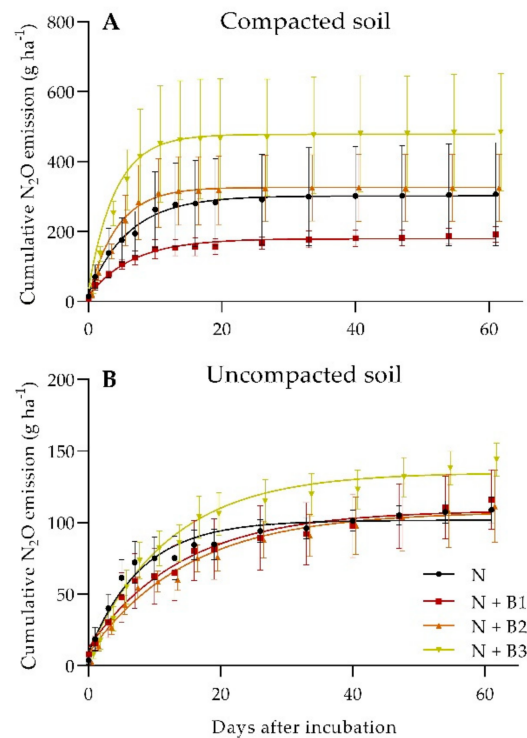 A
Compacted soil
Cumulative N₂O emission (g ha⁻¹)
800
600
400
200
0
0 20 40 60
B
Uncompacted soil
Cumulative N₂O emission (g ha⁻¹)
200
150
100
50
0
0 20 40 60
N
N + B1
N + B2
N + B3
Days after incubation